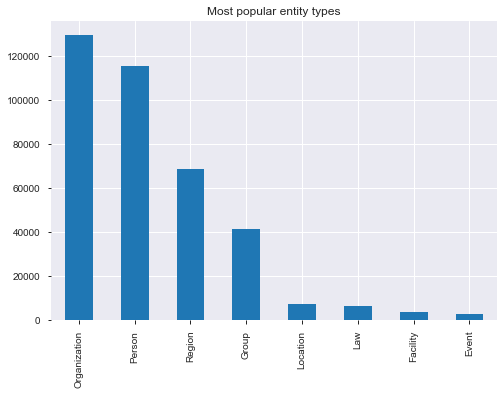 Most popular entity types
120000
100000
80000
60000
40000
20000
0
Organization
Person
Region
Group
Location
Law
Facility
Event